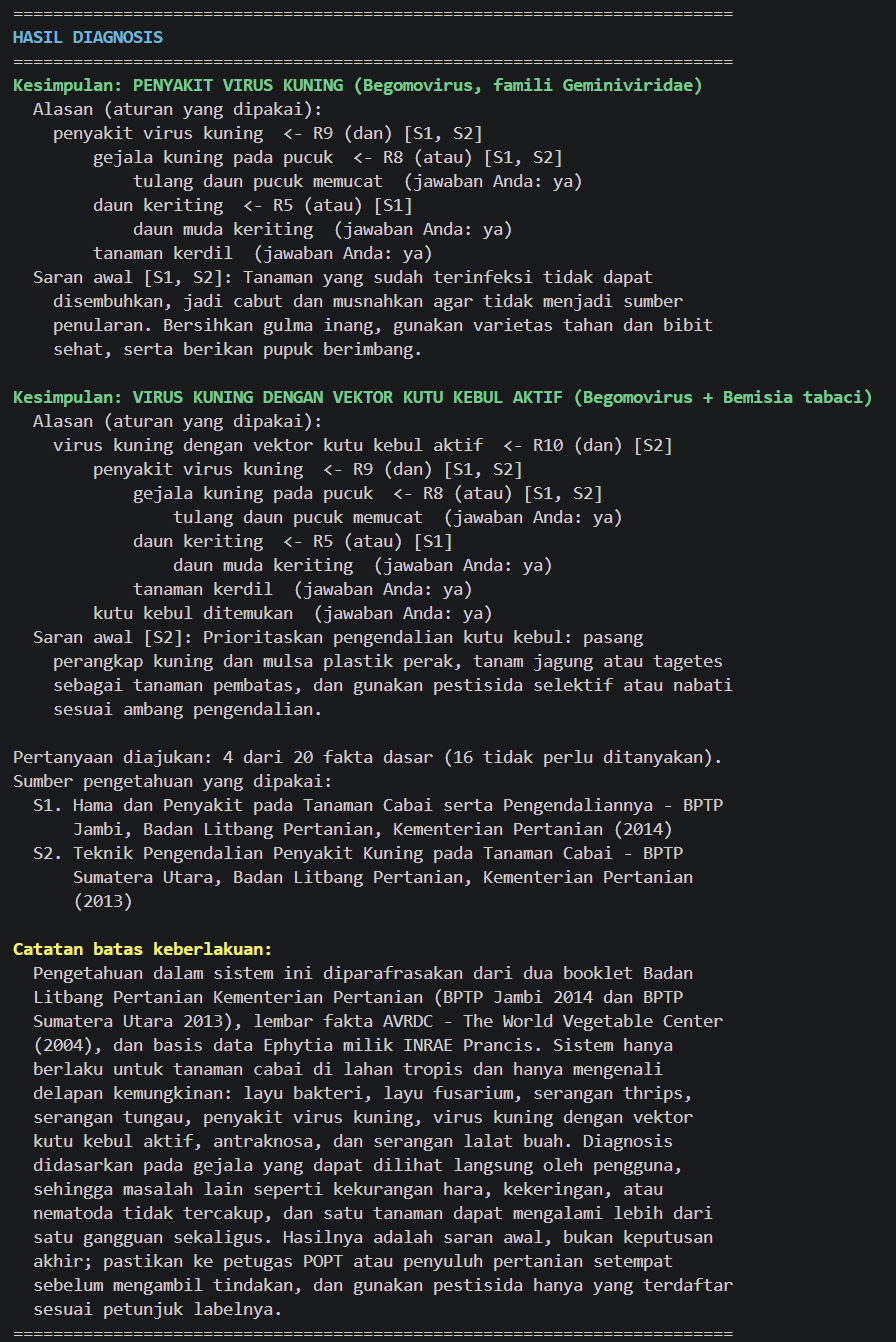 ========================================================================
HASIL DIAGNOSIS
========================================================================
Kesimpulan: PENYAKIT VIRUS KUNING (Begomovirus, famili Geminiviridae)
  Alasan (aturan yang dipakai):
    penyakit virus kuning  <- R9 (dan) [S1, S2]
        gejala kuning pada pucuk  <- R8 (atau) [S1, S2]
            tulang daun pucuk memucat  (jawaban Anda: ya)
        daun keriting  <- R5 (atau) [S1]
            daun muda keriting  (jawaban Anda: ya)
        tanaman kerdil  (jawaban Anda: ya)
  Saran awal [S1, S2]: Tanaman yang sudah terinfeksi tidak dapat
    disembuhkan, jadi cabut dan musnahkan agar tidak menjadi sumber
    penularan. Bersihkan gulma inang, gunakan varietas tahan dan bibit
    sehat, serta berikan pupuk berimbang.

Kesimpulan: VIRUS KUNING DENGAN VEKTOR KUTU KEBUL AKTIF (Begomovirus + Bemisia tabaci)
  Alasan (aturan yang dipakai):
    virus kuning dengan vektor kutu kebul aktif  <- R10 (dan) [S2]
        penyakit virus kuning  <- R9 (dan) [S1, S2]
            gejala kuning pada pucuk  <- R8 (atau) [S1, S2]
                tulang daun pucuk memucat  (jawaban Anda: ya)
            daun keriting  <- R5 (atau) [S1]
                daun muda keriting  (jawaban Anda: ya)
            tanaman kerdil  (jawaban Anda: ya)
        kutu kebul ditemukan  (jawaban Anda: ya)
  Saran awal [S2]: Prioritaskan pengendalian kutu kebul: pasang
    perangkap kuning dan mulsa plastik perak, tanam jagung atau tagetes
    sebagai tanaman pembatas, dan gunakan pestisida selektif atau nabati
    sesuai ambang pengendalian.

Pertanyaan diajukan: 4 dari 20 fakta dasar (16 tidak perlu ditanyakan).
Sumber pengetahuan yang dipakai:
  S1. Hama dan Penyakit pada Tanaman Cabai serta Pengendaliannya - BPTP
      Jambi, Badan Litbang Pertanian, Kementerian Pertanian (2014)
  S2. Teknik Pengendalian Penyakit Kuning pada Tanaman Cabai - BPTP
      Sumatera Utara, Badan Litbang Pertanian, Kementerian Pertanian
      (2013)

Catatan batas keberlakuan:
  Pengetahuan dalam sistem ini diparafrasakan dari dua booklet Badan
  Litbang Pertanian Kementerian Pertanian (BPTP Jambi 2014 dan BPTP
  Sumatera Utara 2013), lembar fakta AVRDC - The World Vegetable Center
  (2004), dan basis data Ephytia milik INRAE Prancis. Sistem hanya
  berlaku untuk tanaman cabai di lahan tropis dan hanya mengenali
  delapan kemungkinan: layu bakteri, layu fusarium, serangan thrips,
  serangan tungau, penyakit virus kuning, virus kuning dengan vektor
  kutu kebul aktif, antraknosa, dan serangan lalat buah. Diagnosis
  didasarkan pada gejala yang dapat dilihat langsung oleh pengguna,
  sehingga masalah lain seperti kekurangan hara, kekeringan, atau
  nematoda tidak tercakup, dan satu tanaman dapat mengalami lebih dari
  satu gangguan sekaligus. Hasilnya adalah saran awal, bukan keputusan
  akhir; pastikan ke petugas POPT atau penyuluh pertanian setempat
  sebelum mengambil tindakan, dan gunakan pestisida hanya yang terdaftar
  sesuai petunjuk labelnya.
========================================================================